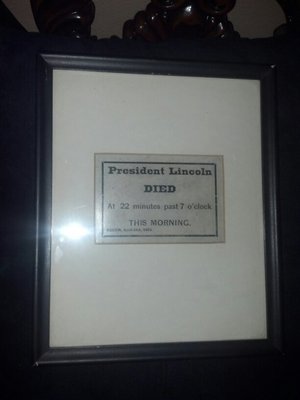 President Lincoln
DIED
At 22 minutes past 7 o'clock
THIS MORNING.